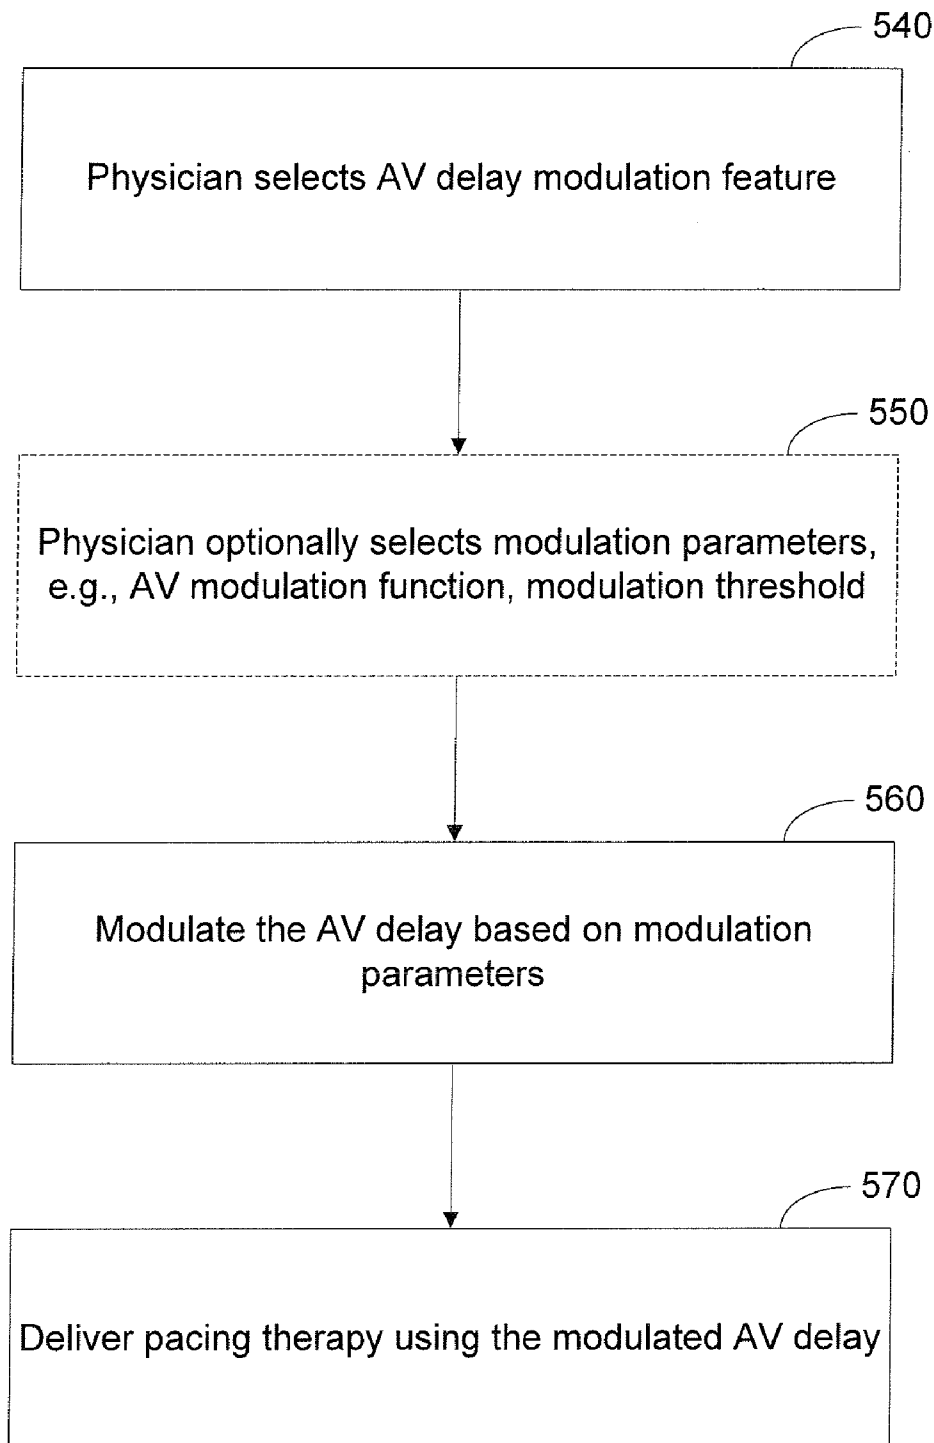 540
Physician selects AV delay modulation feature
550
Physician optionally selects modulation parameters,
e.g., AV modulation function, modulation threshold
560
Modulate the AV delay based on modulation
parameters
570
Deliver pacing therapy using the modulated AV delay